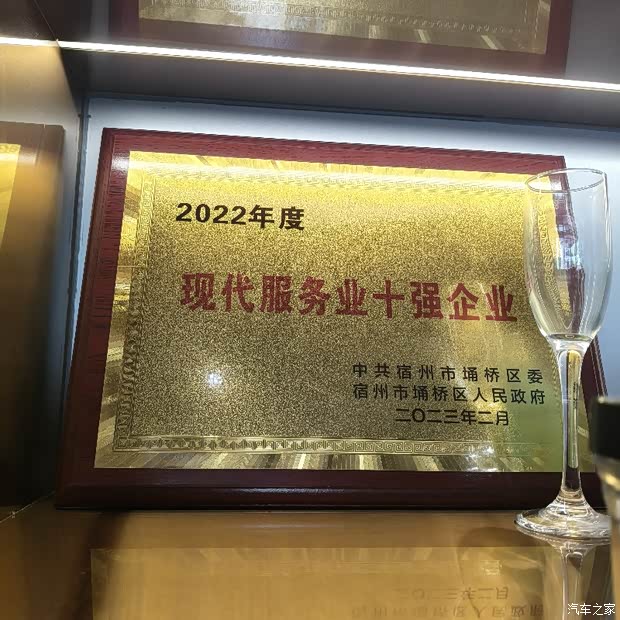 2022年度
现代服务业十强企业
中共宿州市埇桥区委
宿州市埇桥区人民政府
二〇二三年二月
汽车之家